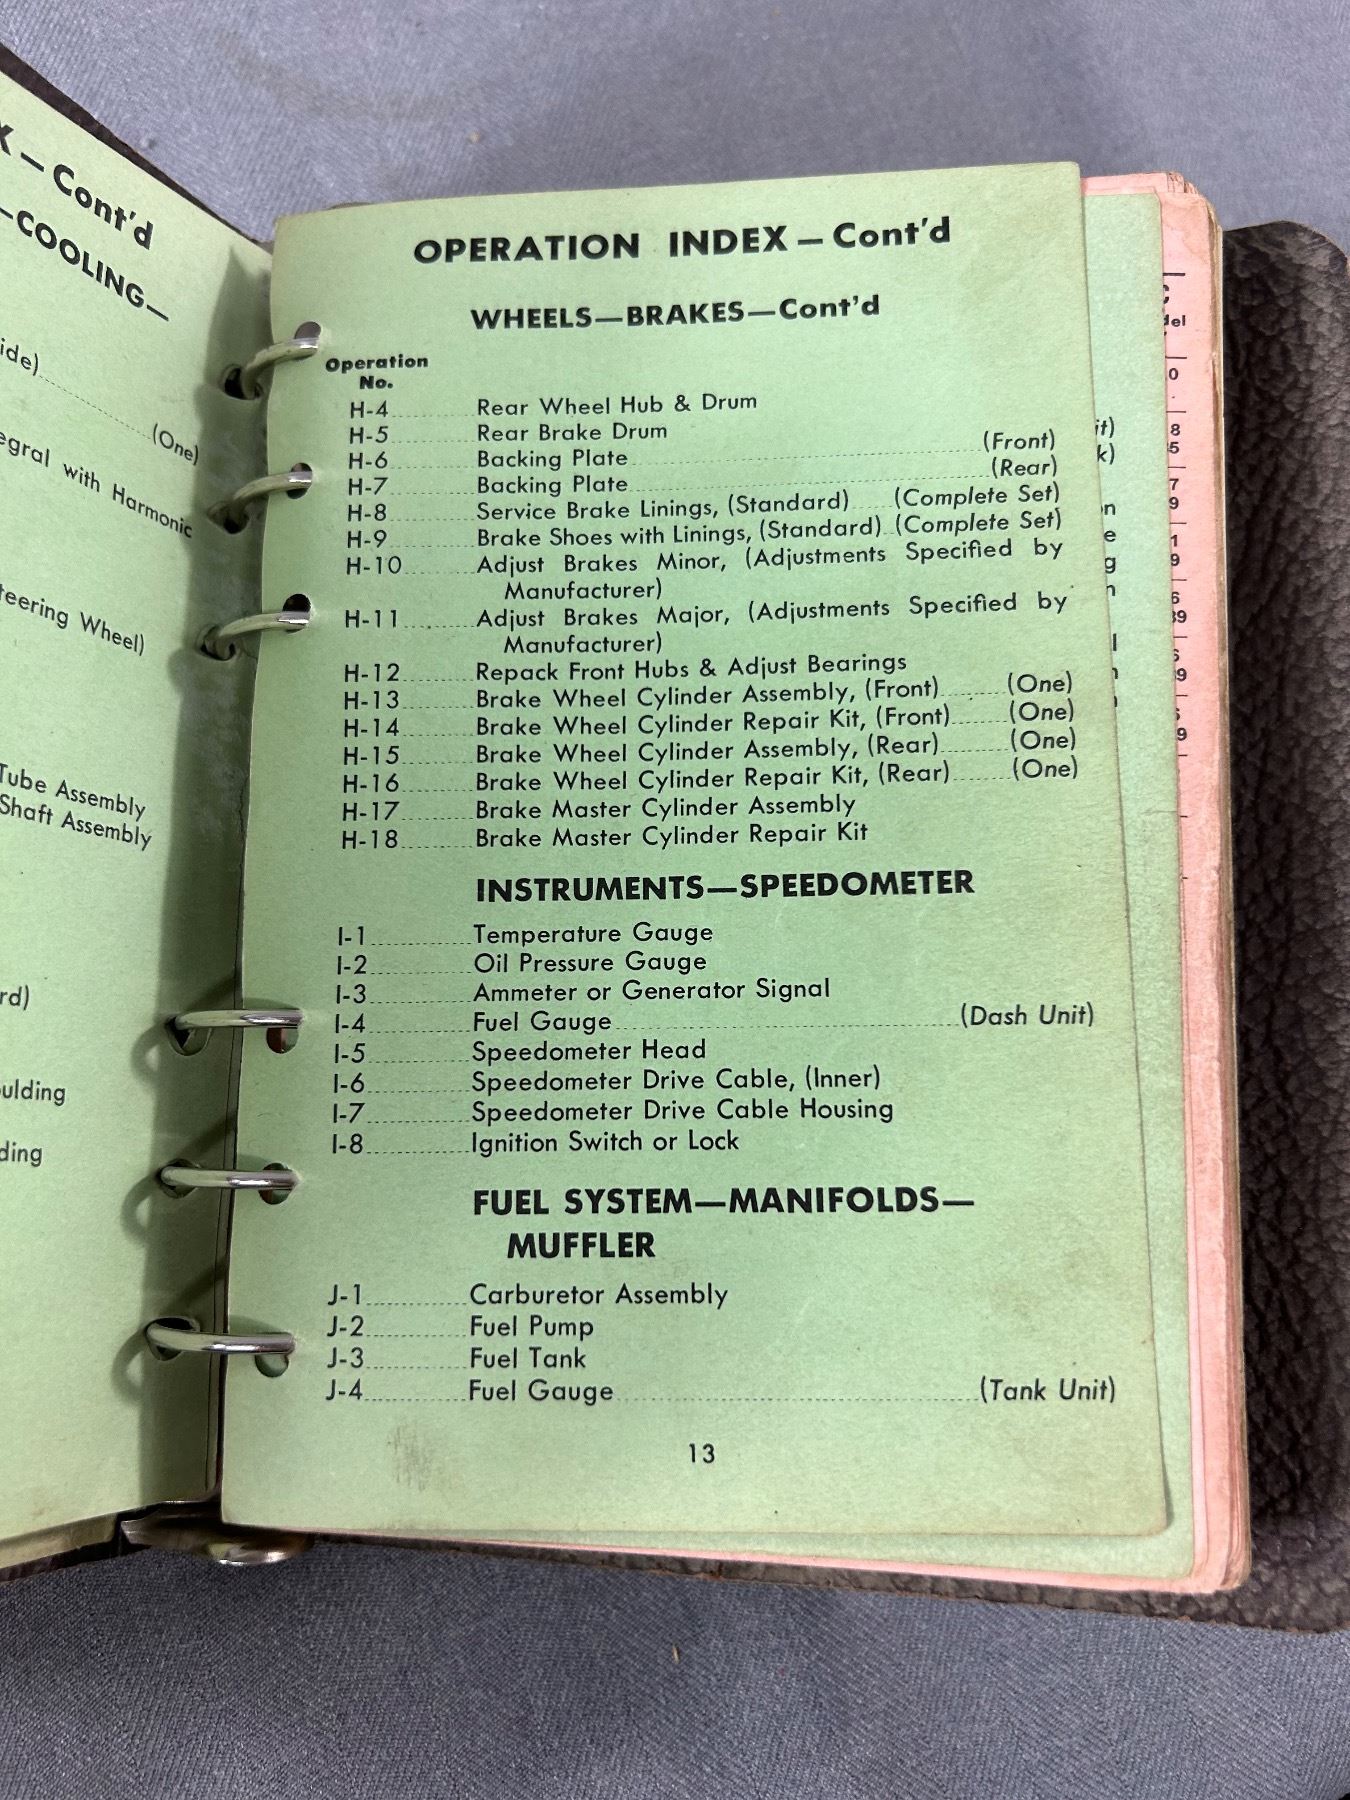 X—Cont'd
—COOLING—
ide)
(One)
egral with Harmonic
teering Wheel)
Tube Assembly
Shaft Assembly
rd)
ulding
ding
OPERATION INDEX—Cont'd
WHEELS—BRAKES—Cont'd
Operation
No.
H-4 Rear Wheel Hub & Drum
H-5 Rear Brake Drum
H-6 Backing Plate (Front)
H-7 Backing Plate (Rear)
H-8 Service Brake Linings, (Standard) (Complete Set)
H-9 Brake Shoes with Linings, (Standard) (Complete Set)
H-10 Adjust Brakes Minor, (Adjustments Specified by
Manufacturer)
H-11 Adjust Brakes Major, (Adjustments Specified by
Manufacturer)
H-12 Repack Front Hubs & Adjust Bearings
H-13 Brake Wheel Cylinder Assembly, (Front) (One)
H-14 Brake Wheel Cylinder Repair Kit, (Front) (One)
H-15 Brake Wheel Cylinder Assembly, (Rear) (One)
H-16 Brake Wheel Cylinder Repair Kit, (Rear) (One)
H-17 Brake Master Cylinder Assembly
H-18 Brake Master Cylinder Repair Kit
INSTRUMENTS—SPEEDOMETER
I-1 Temperature Gauge
I-2 Oil Pressure Gauge
I-3 Ammeter or Generator Signal
I-4 Fuel Gauge (Dash Unit)
I-5 Speedometer Head
I-6 Speedometer Drive Cable, (Inner)
I-7 Speedometer Drive Cable Housing
I-8 Ignition Switch or Lock
FUEL SYSTEM—MANIFOLDS—
MUFFLER
J-1 Carburetor Assembly
J-2 Fuel Pump
J-3 Fuel Tank
J-4 Fuel Gauge (Tank Unit)
13